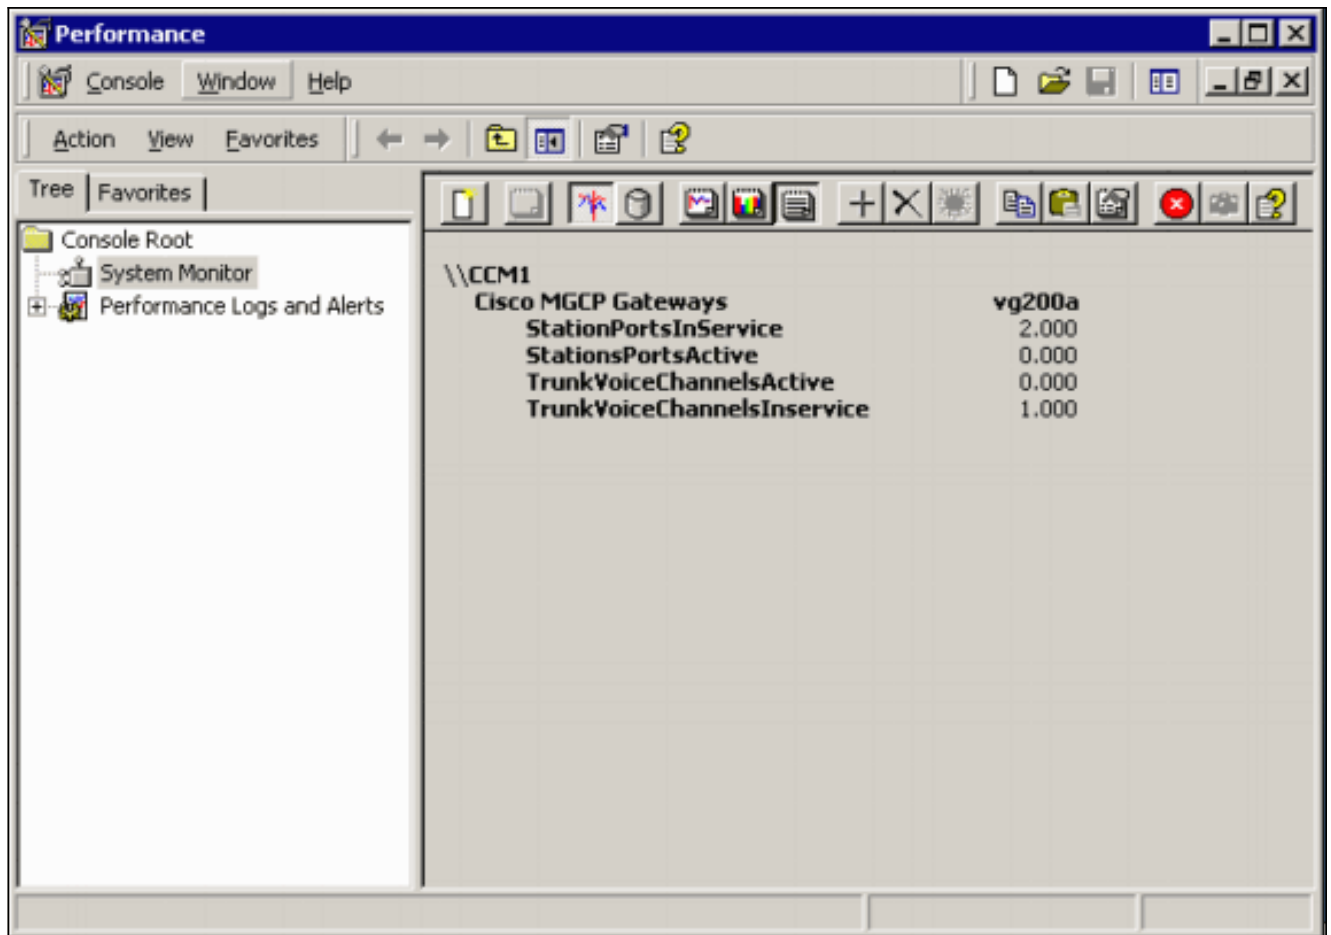 Performance
Console Window Help
Action View Favorites
Tree Favorites
Console Root
System Monitor
Performance Logs and Alerts
\\CCM1
Cisco MGCP Gateways vg200a
StationPortsInService 2.000
StationsPortsActive 0.000
TrunkVoiceChannelsActive 0.000
TrunkVoiceChannelsInservice 1.000